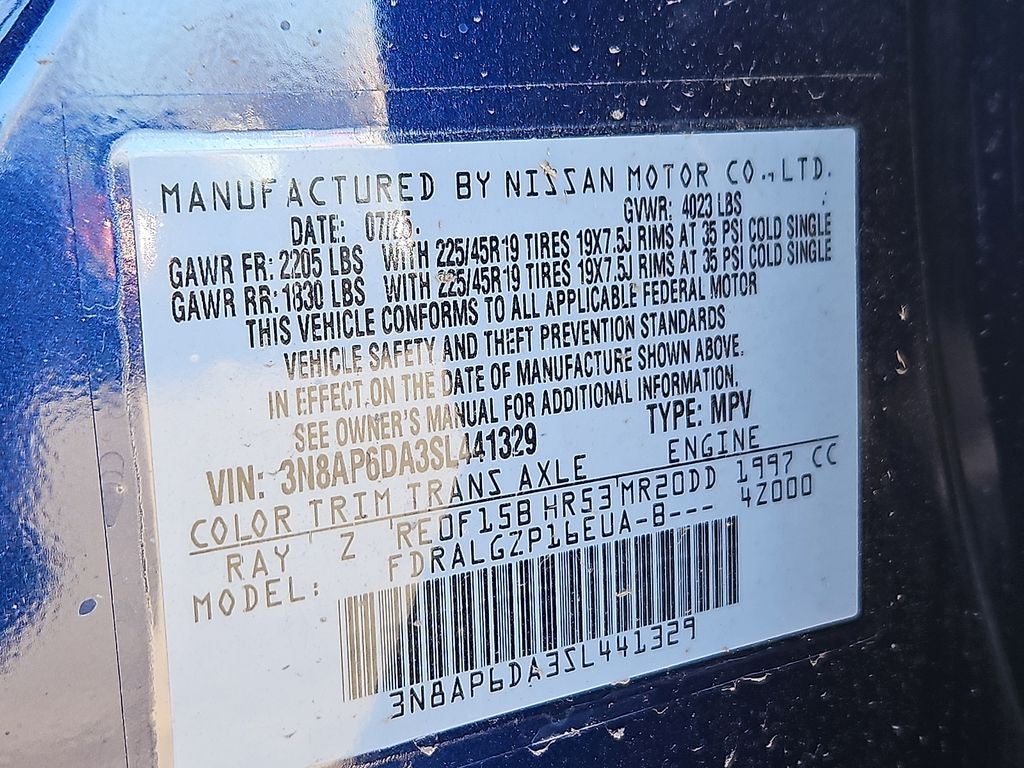 MANUFACTURED BY NISSAN MOTOR CO.,LTD.
DATE: 07/25 GVWR: 4023 LBS
GAWR FR: 2205 LBS WITH 225/45R19 TIRES 19X7.5J RIMS AT 35 PSI COLD SINGLE
GAWR RR: 1830 LBS WITH 225/45R19 TIRES 19X7.5J RIMS AT 35 PSI COLD SINGLE
THIS VEHICLE CONFORMS TO ALL APPLICABLE FEDERAL MOTOR
VEHICLE SAFETY AND THEFT PREVENTION STANDARDS
IN EFFECT ON THE DATE OF MANUFACTURE SHOWN ABOVE.
SEE OWNER'S MANUAL FOR ADDITIONAL INFORMATION.
VIN: 3N8AP6DA3SL441329 TYPE: MPV
COLOR TRIM TRANS AXLE ENGINE
RAY Z RE0F15B HR53 MR20DD 1997 CC
MODEL: FDRALGZP16EUA-B--- 4Z000
3N8AP6DA3SL441329